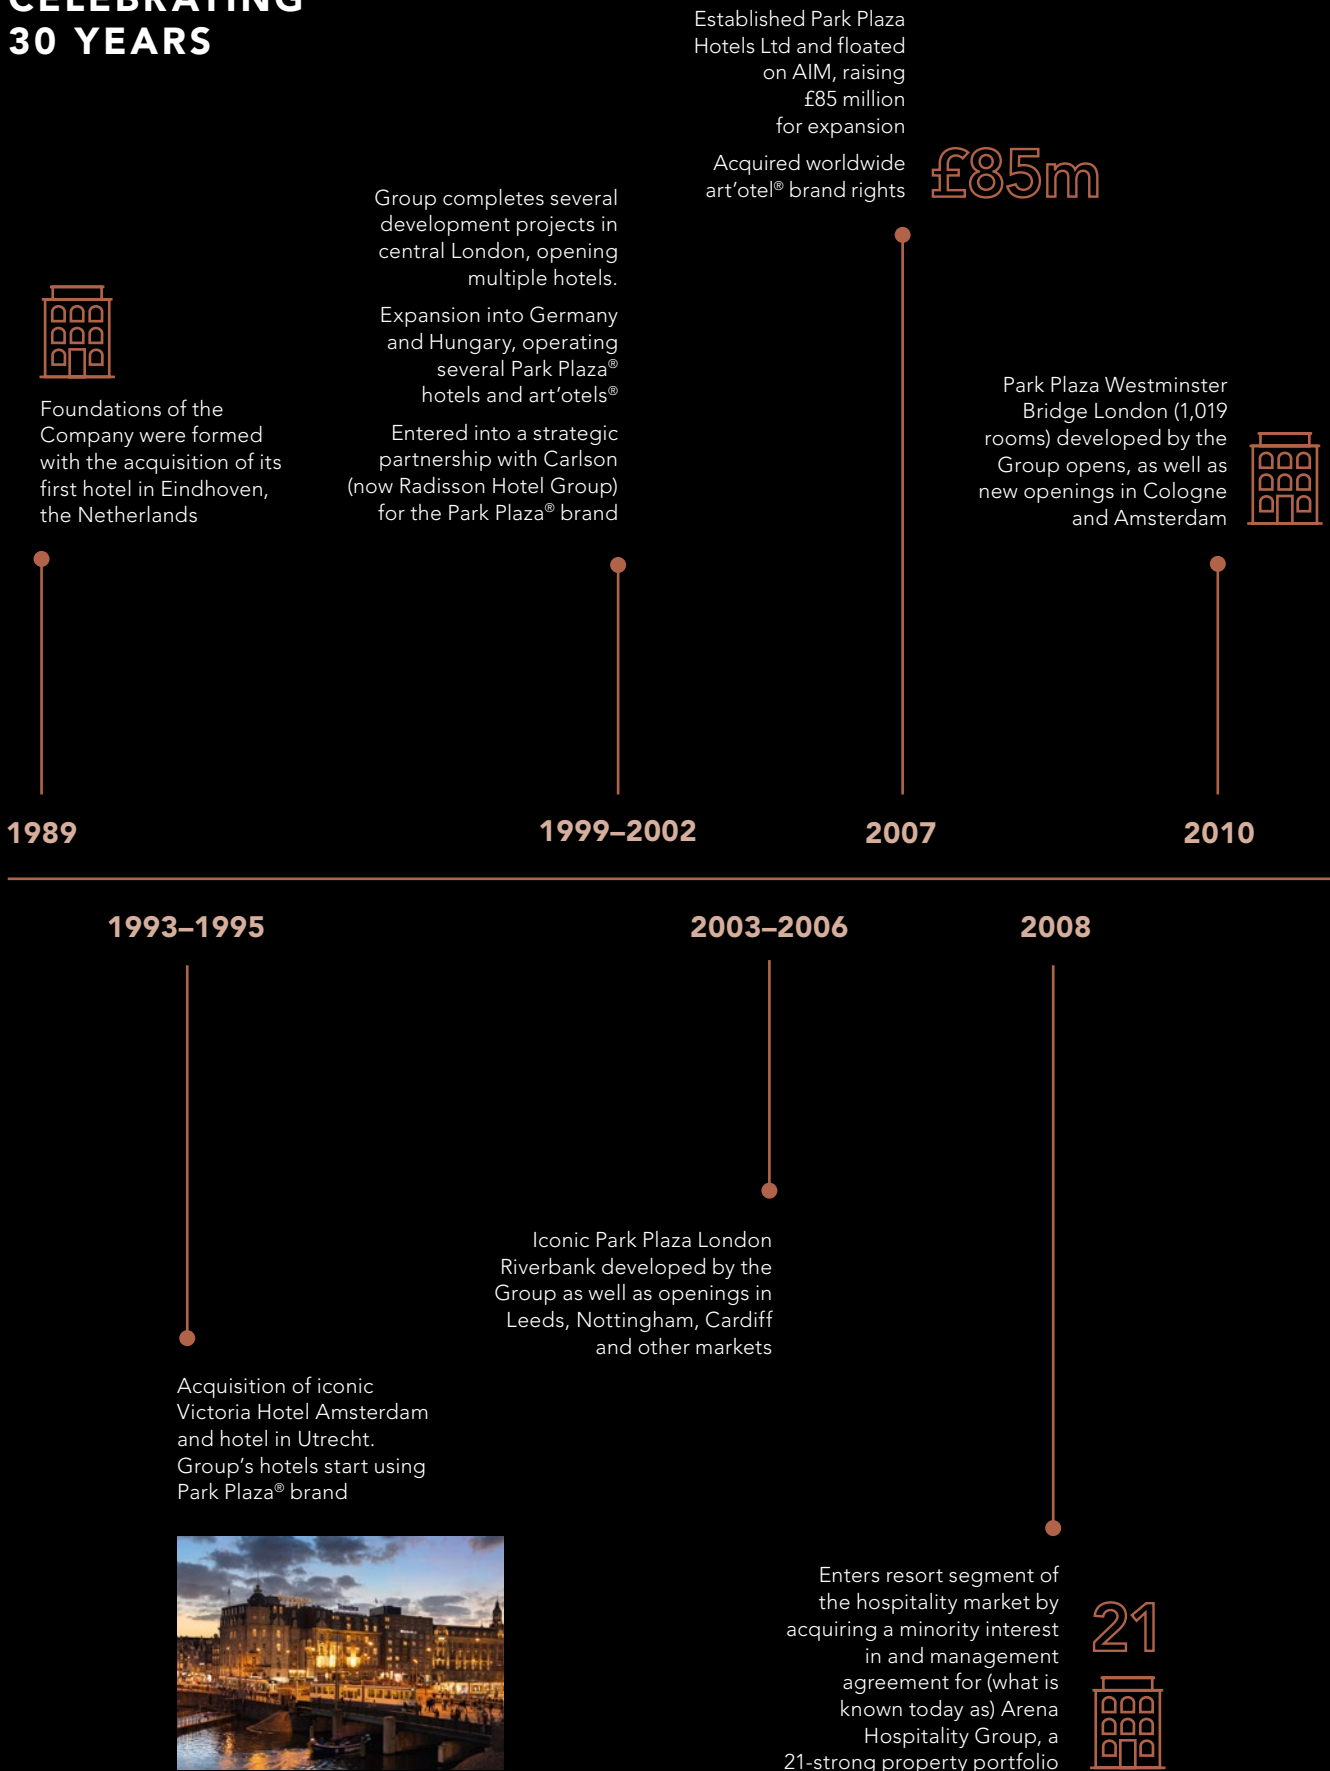 CELEBRATING
30 YEARS
Established Park Plaza
Hotels Ltd and floated
on AIM, raising
£85 million
for expansion
Acquired worldwide
art'otel® brand rights
£85m
Group completes several
development projects in
central London, opening
multiple hotels.
Expansion into Germany
and Hungary, operating
several Park Plaza®
hotels and art'otels®
Entered into a strategic
partnership with Carlson
(now Radisson Hotel Group)
for the Park Plaza® brand
Foundations of the
Company were formed
with the acquisition of its
first hotel in Eindhoven,
the Netherlands
Park Plaza Westminster
Bridge London (1,019
rooms) developed by the
Group opens, as well as
new openings in Cologne
and Amsterdam
1989
1999–2002
2007
2010
1993–1995
2003–2006
2008
Iconic Park Plaza London
Riverbank developed by the
Group as well as openings in
Leeds, Nottingham, Cardiff
and other markets
Acquisition of iconic
Victoria Hotel Amsterdam
and hotel in Utrecht.
Group's hotels start using
Park Plaza® brand
Enters resort segment of
the hospitality market by
acquiring a minority interest
in and management
agreement for (what is
known today as) Arena
Hospitality Group, a
21-strong property portfolio
21